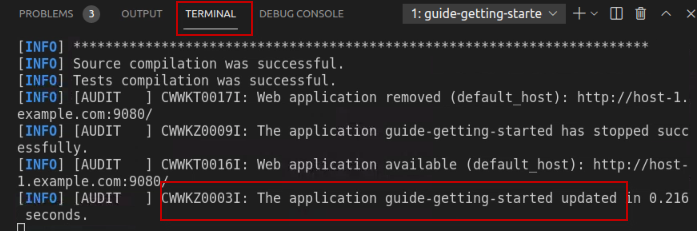 PROBLEMS 3 OUTPUT TERMINAL DEBUG CONSOLE 1: guide-getting-starte
[INFO] ************************************************************************
[INFO] Source compilation was successful.
[INFO] Tests compilation was successful.
[INFO] [AUDIT   ] CWWKT0017I: Web application removed (default_host): http://host-1.
example.com:9080/
[INFO] [AUDIT   ] CWWKZ0009I: The application guide-getting-started has stopped succ
essfully.
[INFO] [AUDIT   ] CWWKT0016I: Web application available (default_host): http://host-
1.example.com:9080/
[INFO] [AUDIT   ] CWWKZ0003I: The application guide-getting-started updated in 0.216
 seconds.